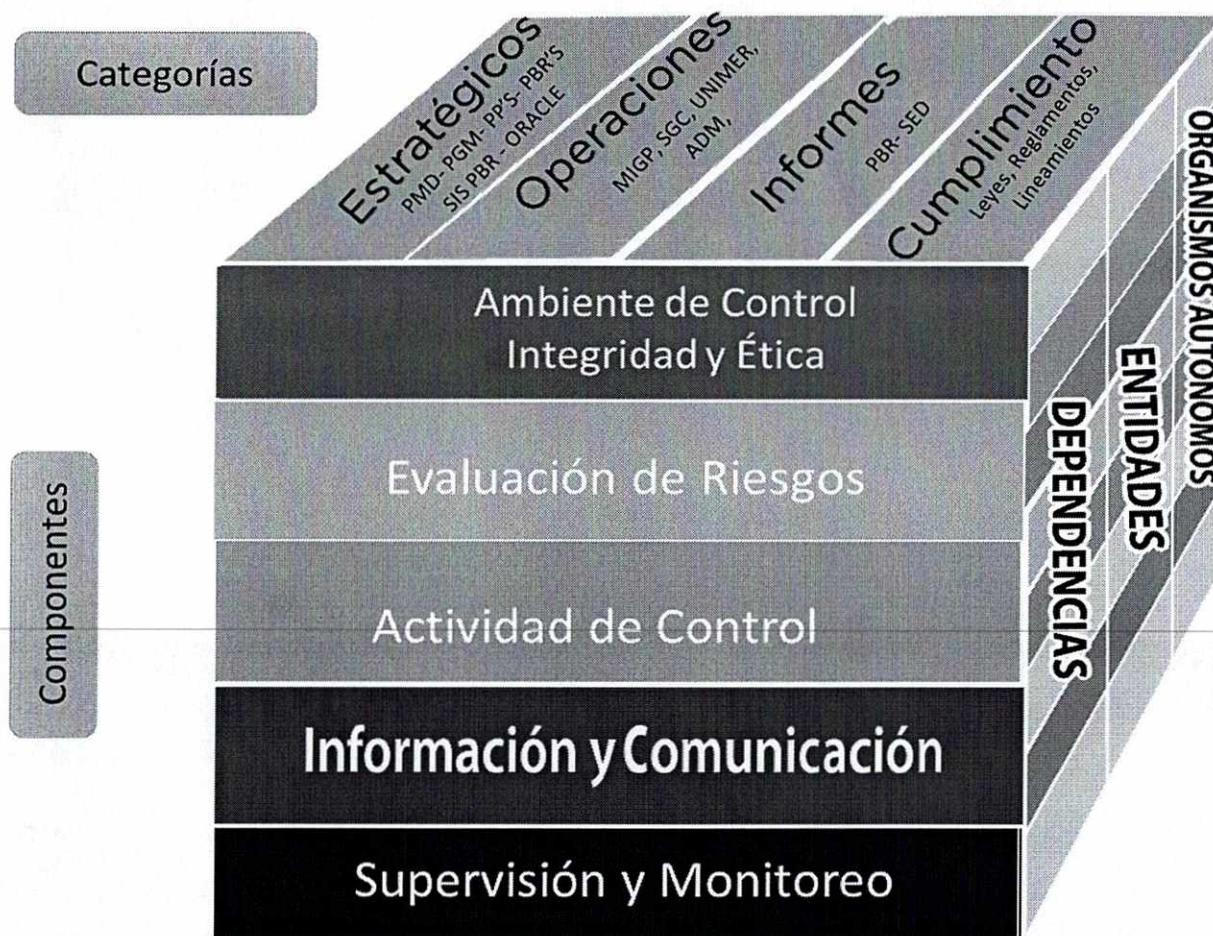 Categorías
Estratégicos
PMD- PGM- PP'S- PBR'S
SIS PBR - ORACLE
Operaciones
MIGP, SGC, UNIMER,
ADM,
Informes
PBR- SED
Cumplimiento
Leyes, Reglamentos,
Lineamientos
Componentes
Ambiente de Control
Integridad y Ética
Evaluación de Riesgos
Actividad de Control
Información y Comunicación
Supervisión y Monitoreo
DEPENDENCIAS
ENTIDADES
ORGANISMOS AUTONOMOS